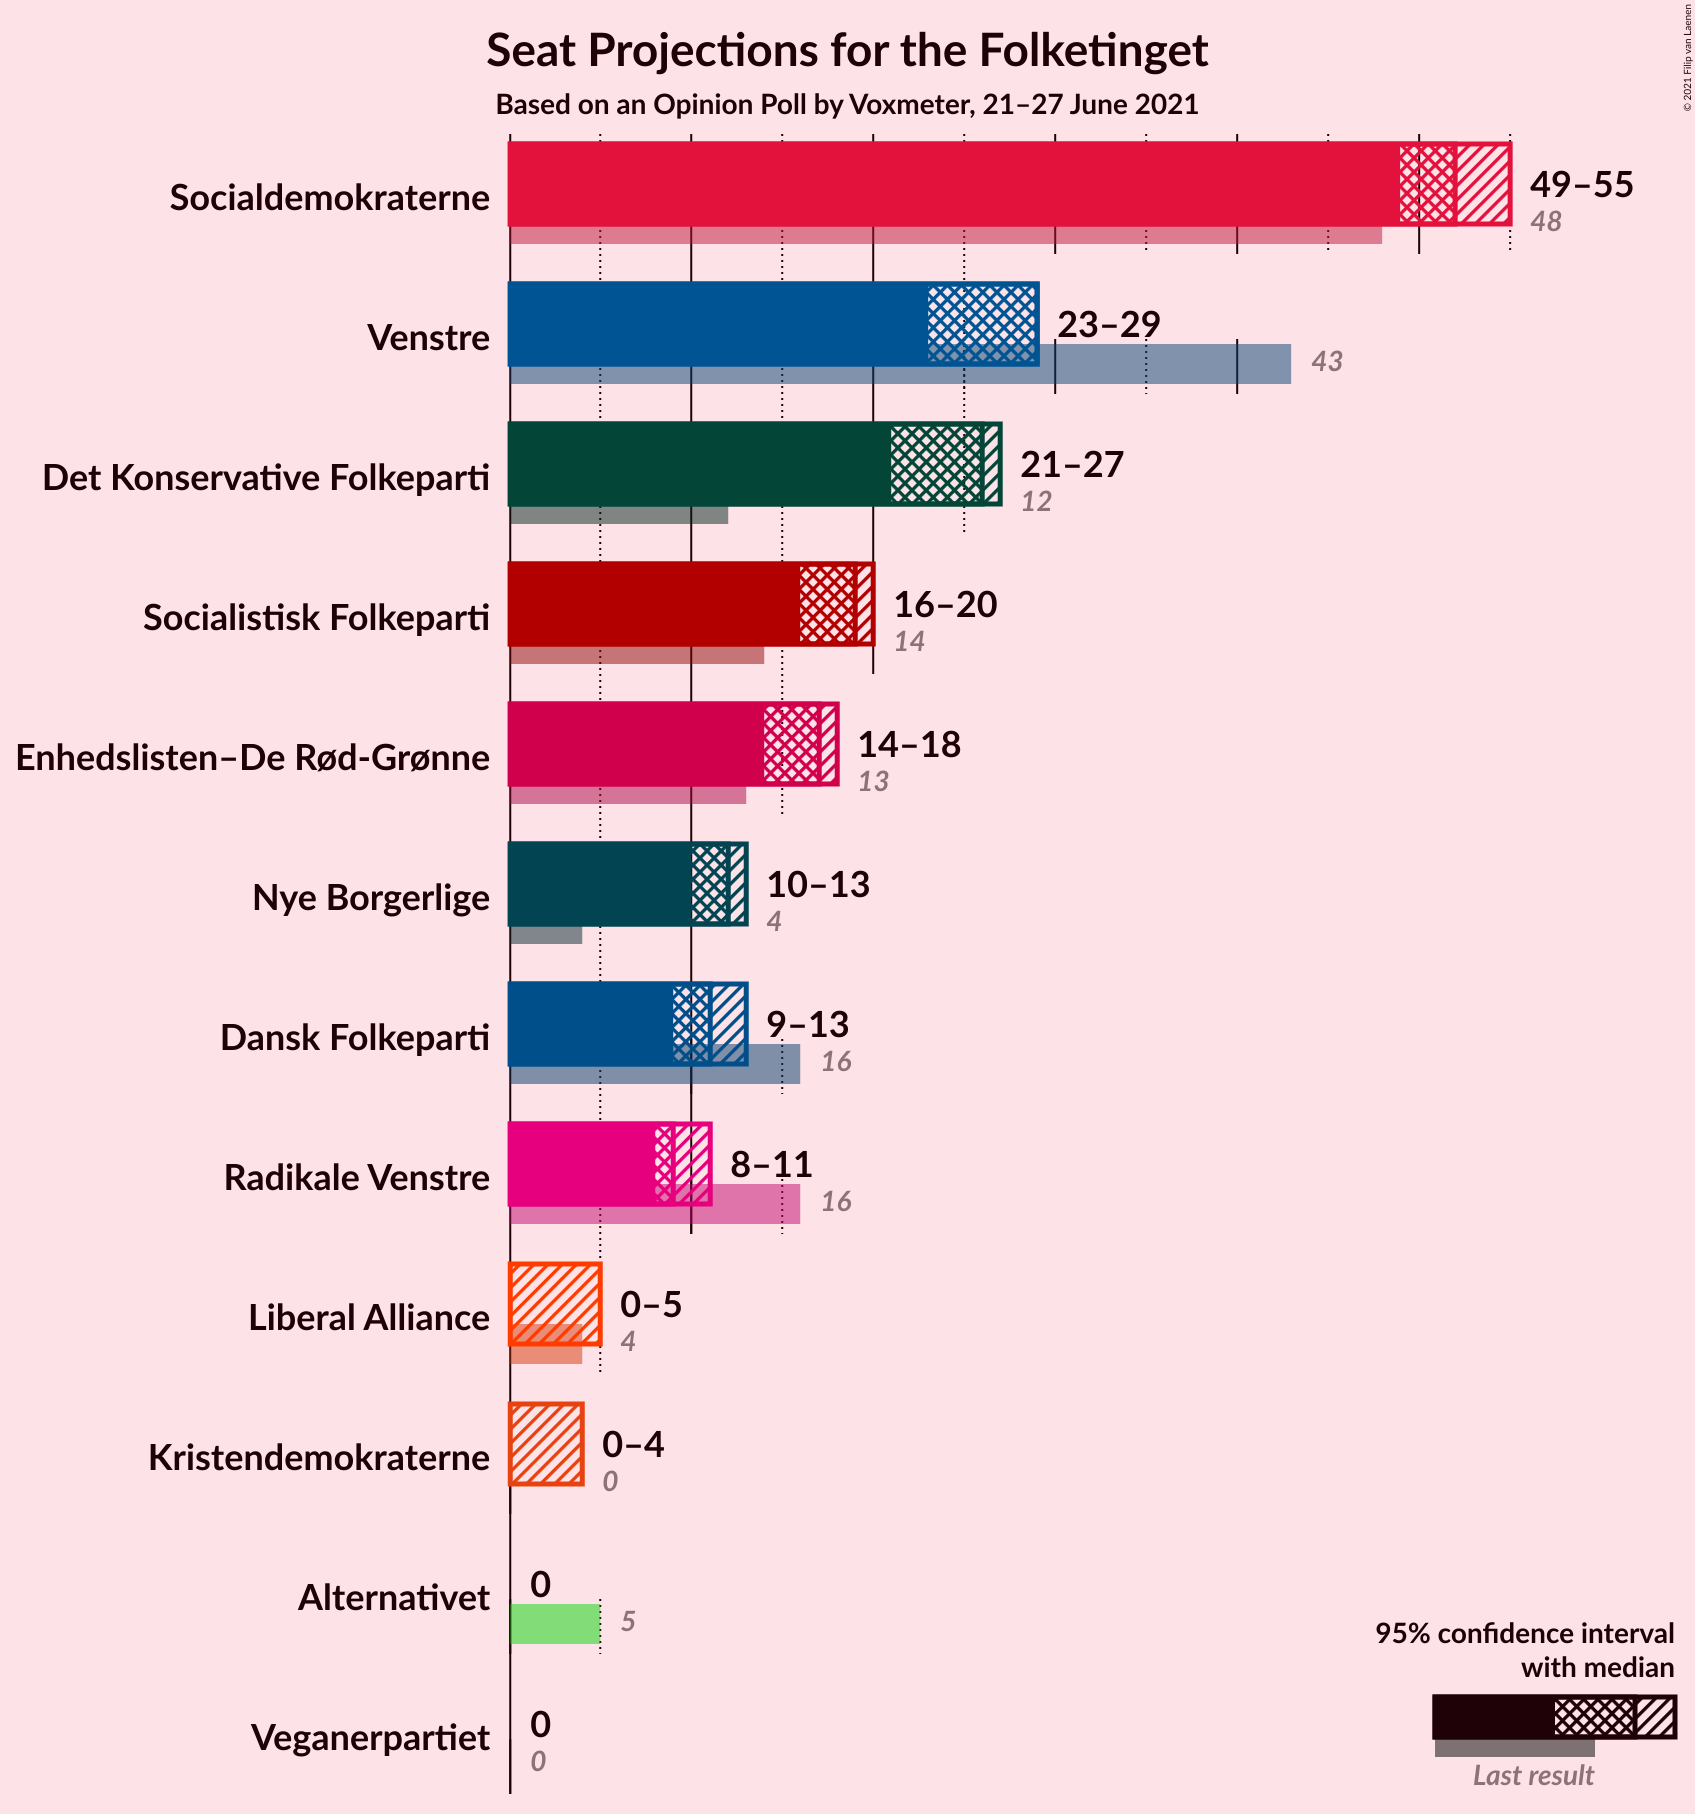 Seat Projections for the Folketinget
Based on an Opinion Poll by Voxmeter, 21–27 June 2021
© 2021 Filip van Laenen
Socialdemokraterne
49–55
48
Venstre
23–29
43
Det Konservative Folkeparti
21–27
12
Socialistisk Folkeparti
16–20
14
Enhedslisten–De Rød-Grønne
14–18
13
Nye Borgerlige
10–13
4
Dansk Folkeparti
9–13
16
Radikale Venstre
8–11
16
Liberal Alliance
0–5
4
Kristendemokraterne
0–4
0
Alternativet
0
5
Veganerpartiet
0
0
95% confidence interval
with median
Last result